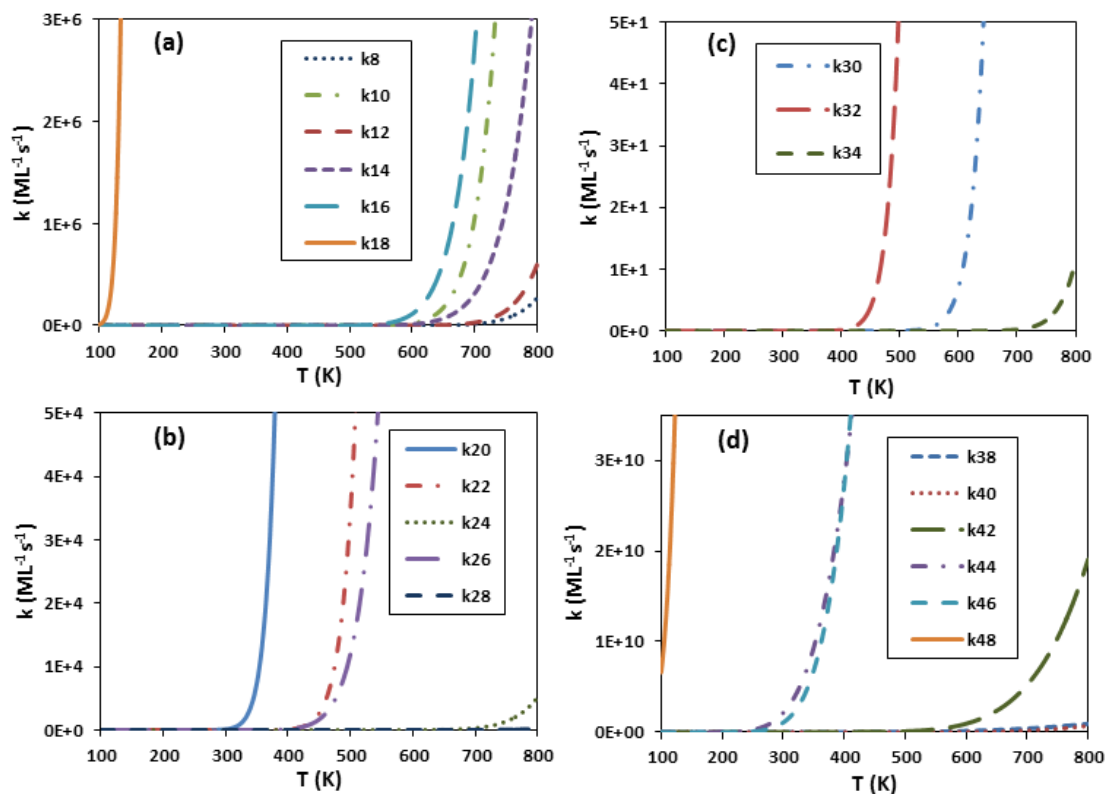 (a)
3E+6
2E+6
1E+6
0E+0
k (ML⁻¹ s⁻¹)
k8
k10
k12
k14
k16
k18
100 200 300 400 500 600 700 800
T (K)
(c)
5E+1
4E+1
3E+1
2E+1
1E+1
0E+0
k (ML⁻¹ s⁻¹)
k30
k32
k34
100 200 300 400 500 600 700 800
T (K)
(b)
5E+4
4E+4
3E+4
2E+4
1E+4
0E+0
k (ML⁻¹ s⁻¹)
k20
k22
k24
k26
k28
100 200 300 400 500 600 700 800
T (K)
(d)
3E+10
2E+10
1E+10
0E+00
k (ML⁻¹ s⁻¹)
k38
k40
k42
k44
k46
k48
100 200 300 400 500 600 700 800
T (K)